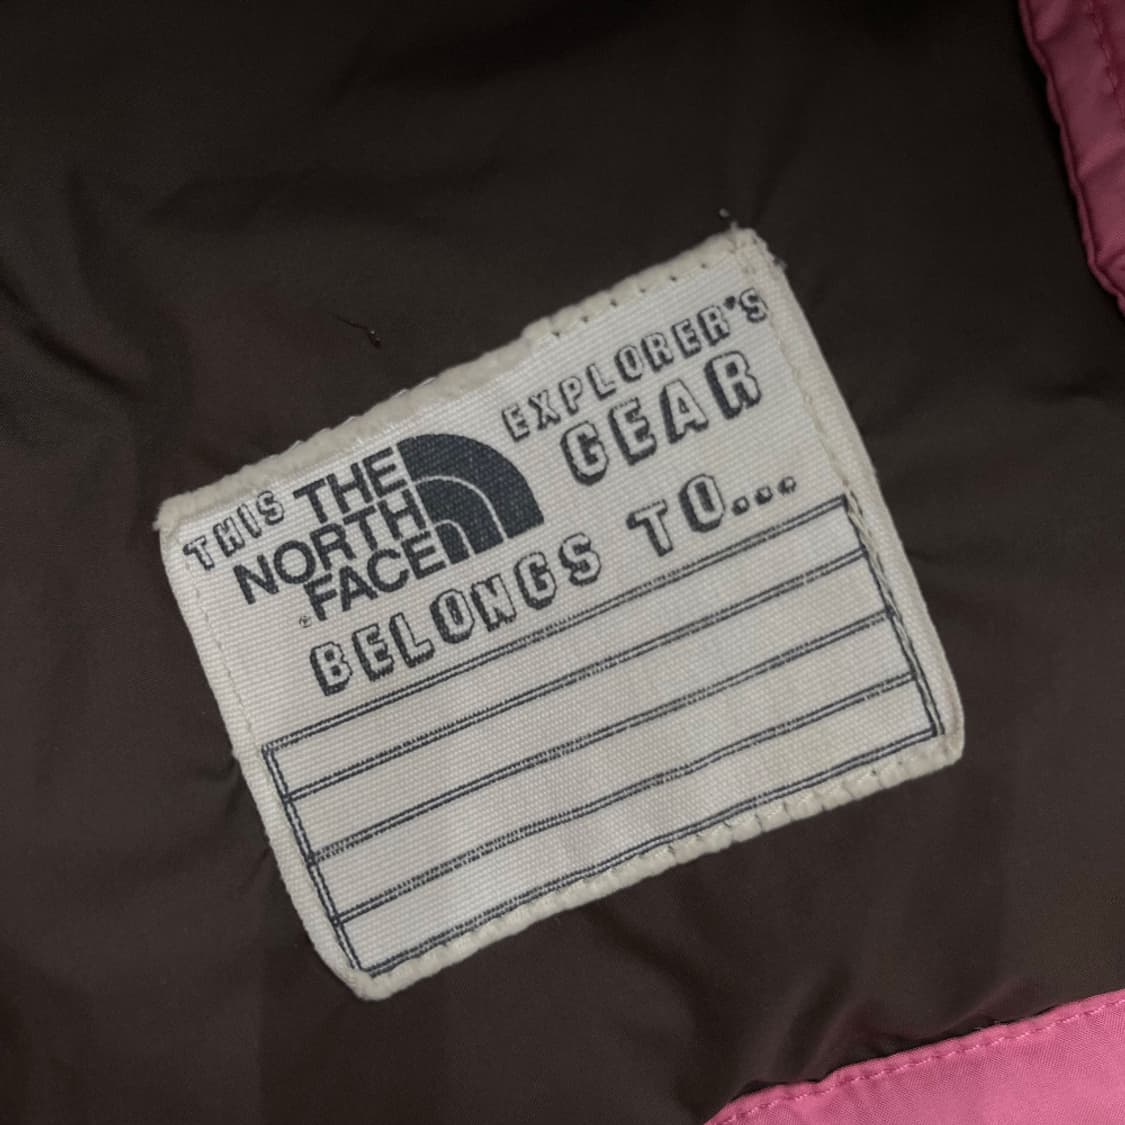 THIS THE NORTH FACE EXPLORER'S GEAR
BELONGS TO...